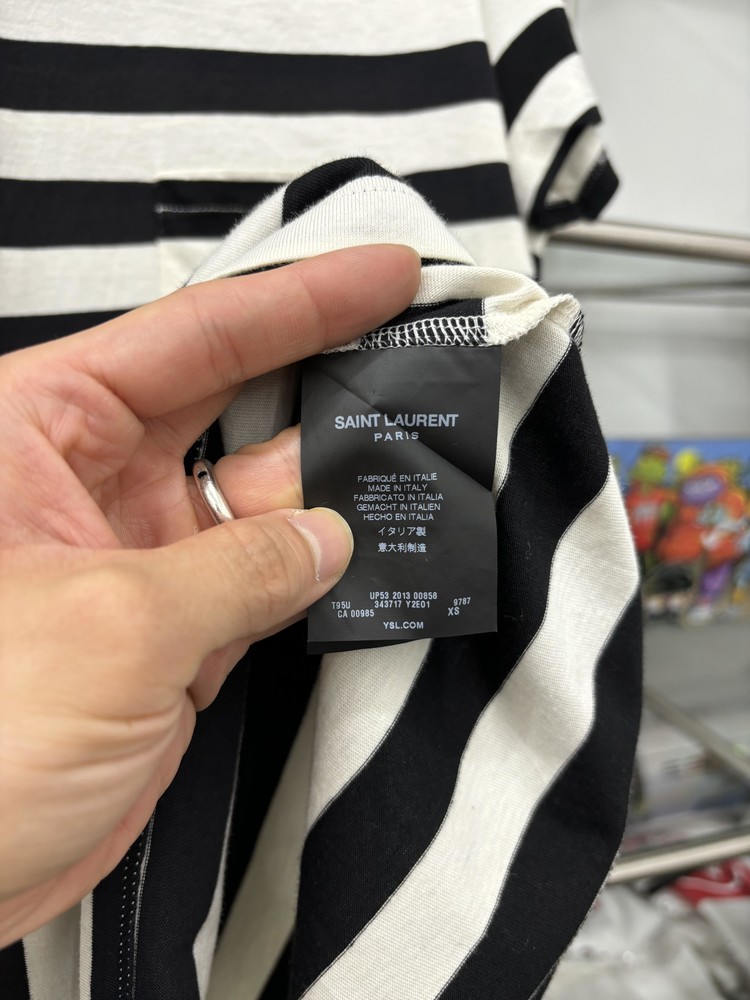 SAINT LAURENT
PARIS
FABRIQUÉ EN ITALIE
MADE IN ITALY
FABBRICATO IN ITALIA
GEMACHT IN ITALIEN
HECHO EN ITALIA
イタリア製
意大利制造
UP53 2013 00858
T95U 343717 Y2E01 9787
CA 00985 XS
YSL.COM